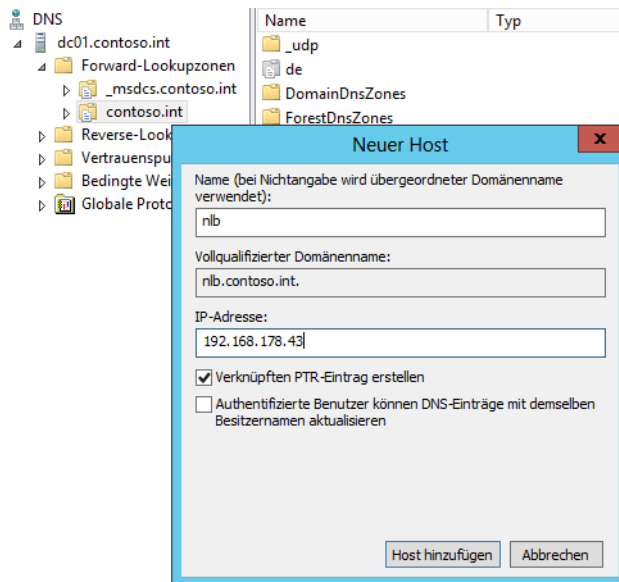 DNS
dc01.contoso.int
Forward-Lookupzonen
_msdcs.contoso.int
contoso.int
Reverse-Look
Vertrauenspu
Bedingte Wei
Globale Proto
Name Typ
_udp
de
DomainDnsZones
ForestDnsZones
Neuer Host
x
Name (bei Nichtangabe wird übergeordneter Domänenname
verwendet):
nlb
Vollqualifizierter Domänenname:
nlb.contoso.int.
IP-Adresse:
192.168.178.43
Verknüpften PTR-Eintrag erstellen
Authentifizierte Benutzer können DNS-Einträge mit demselben
Besitzernamen aktualisieren
Host hinzufügen Abbrechen